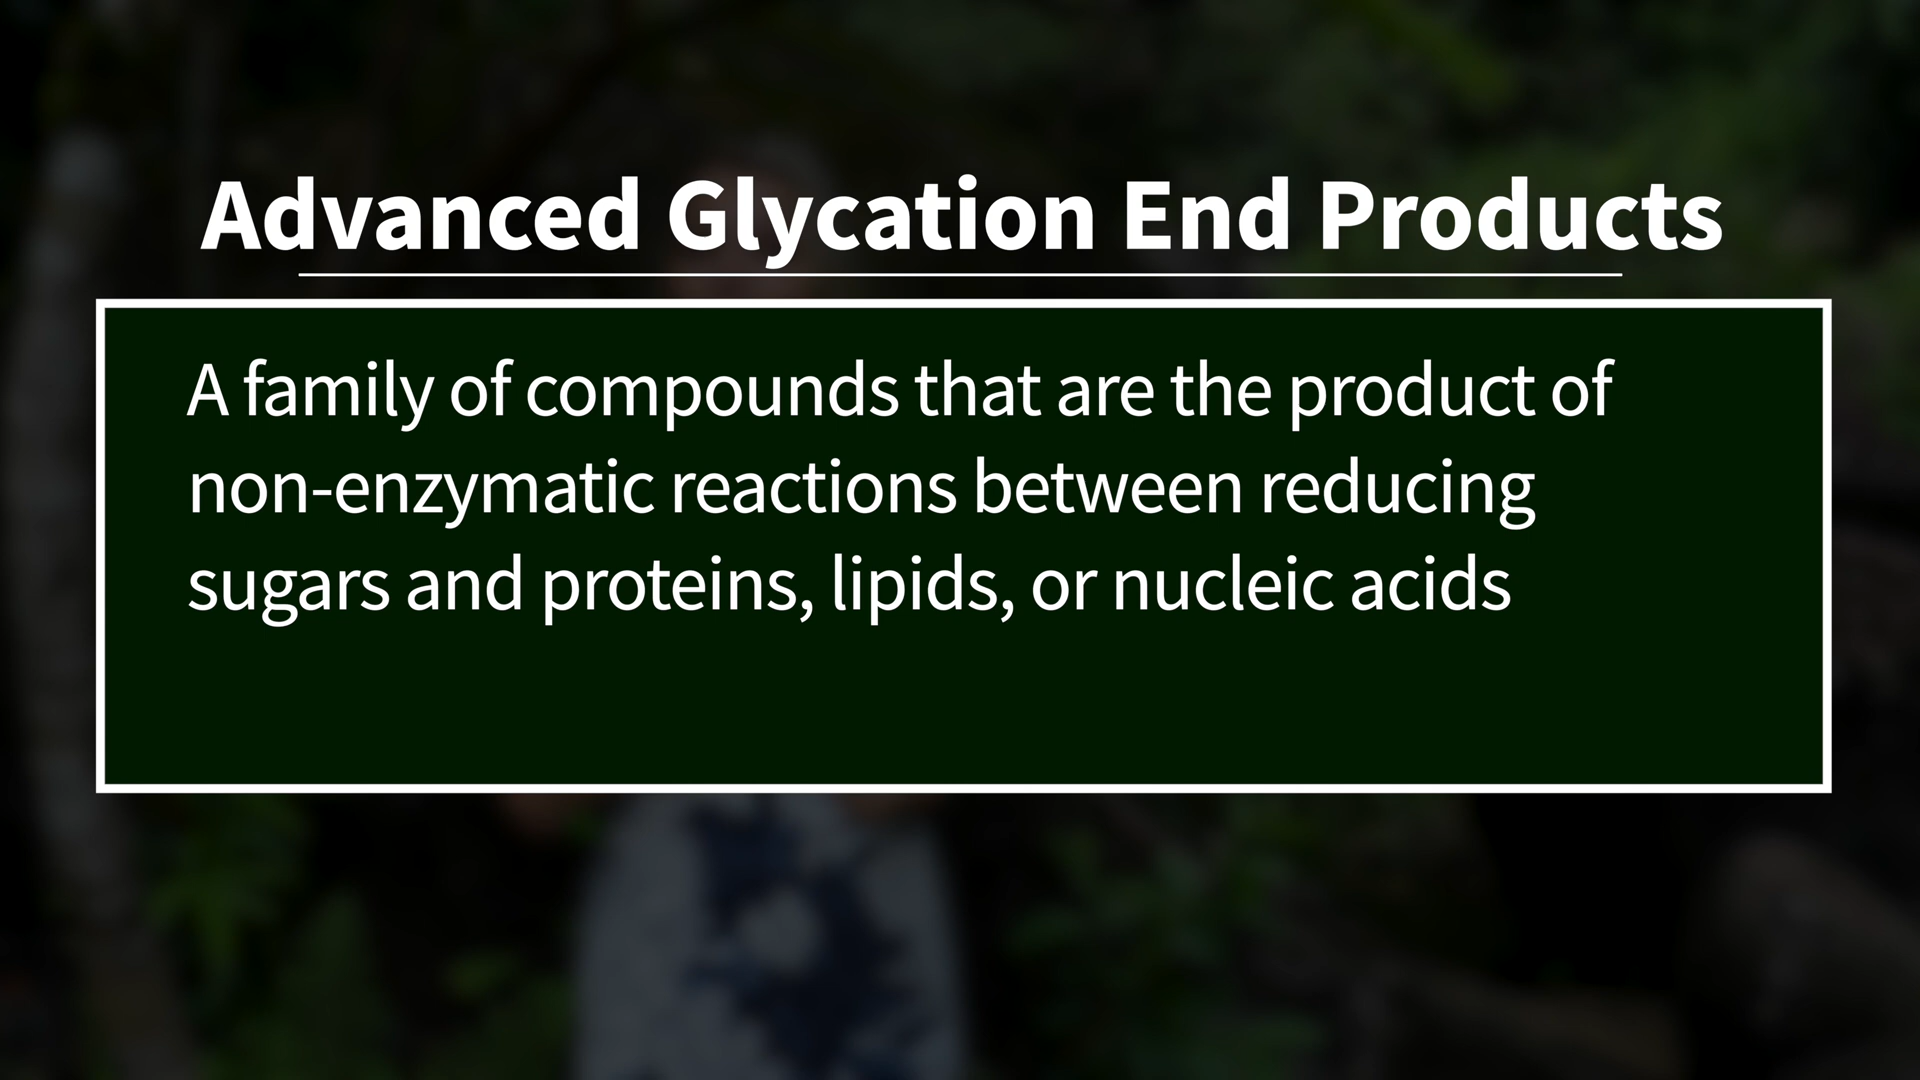 Advanced Glycation End Products
A family of compounds that are the product of
non-enzymatic reactions between reducing
sugars and proteins, lipids, or nucleic acids